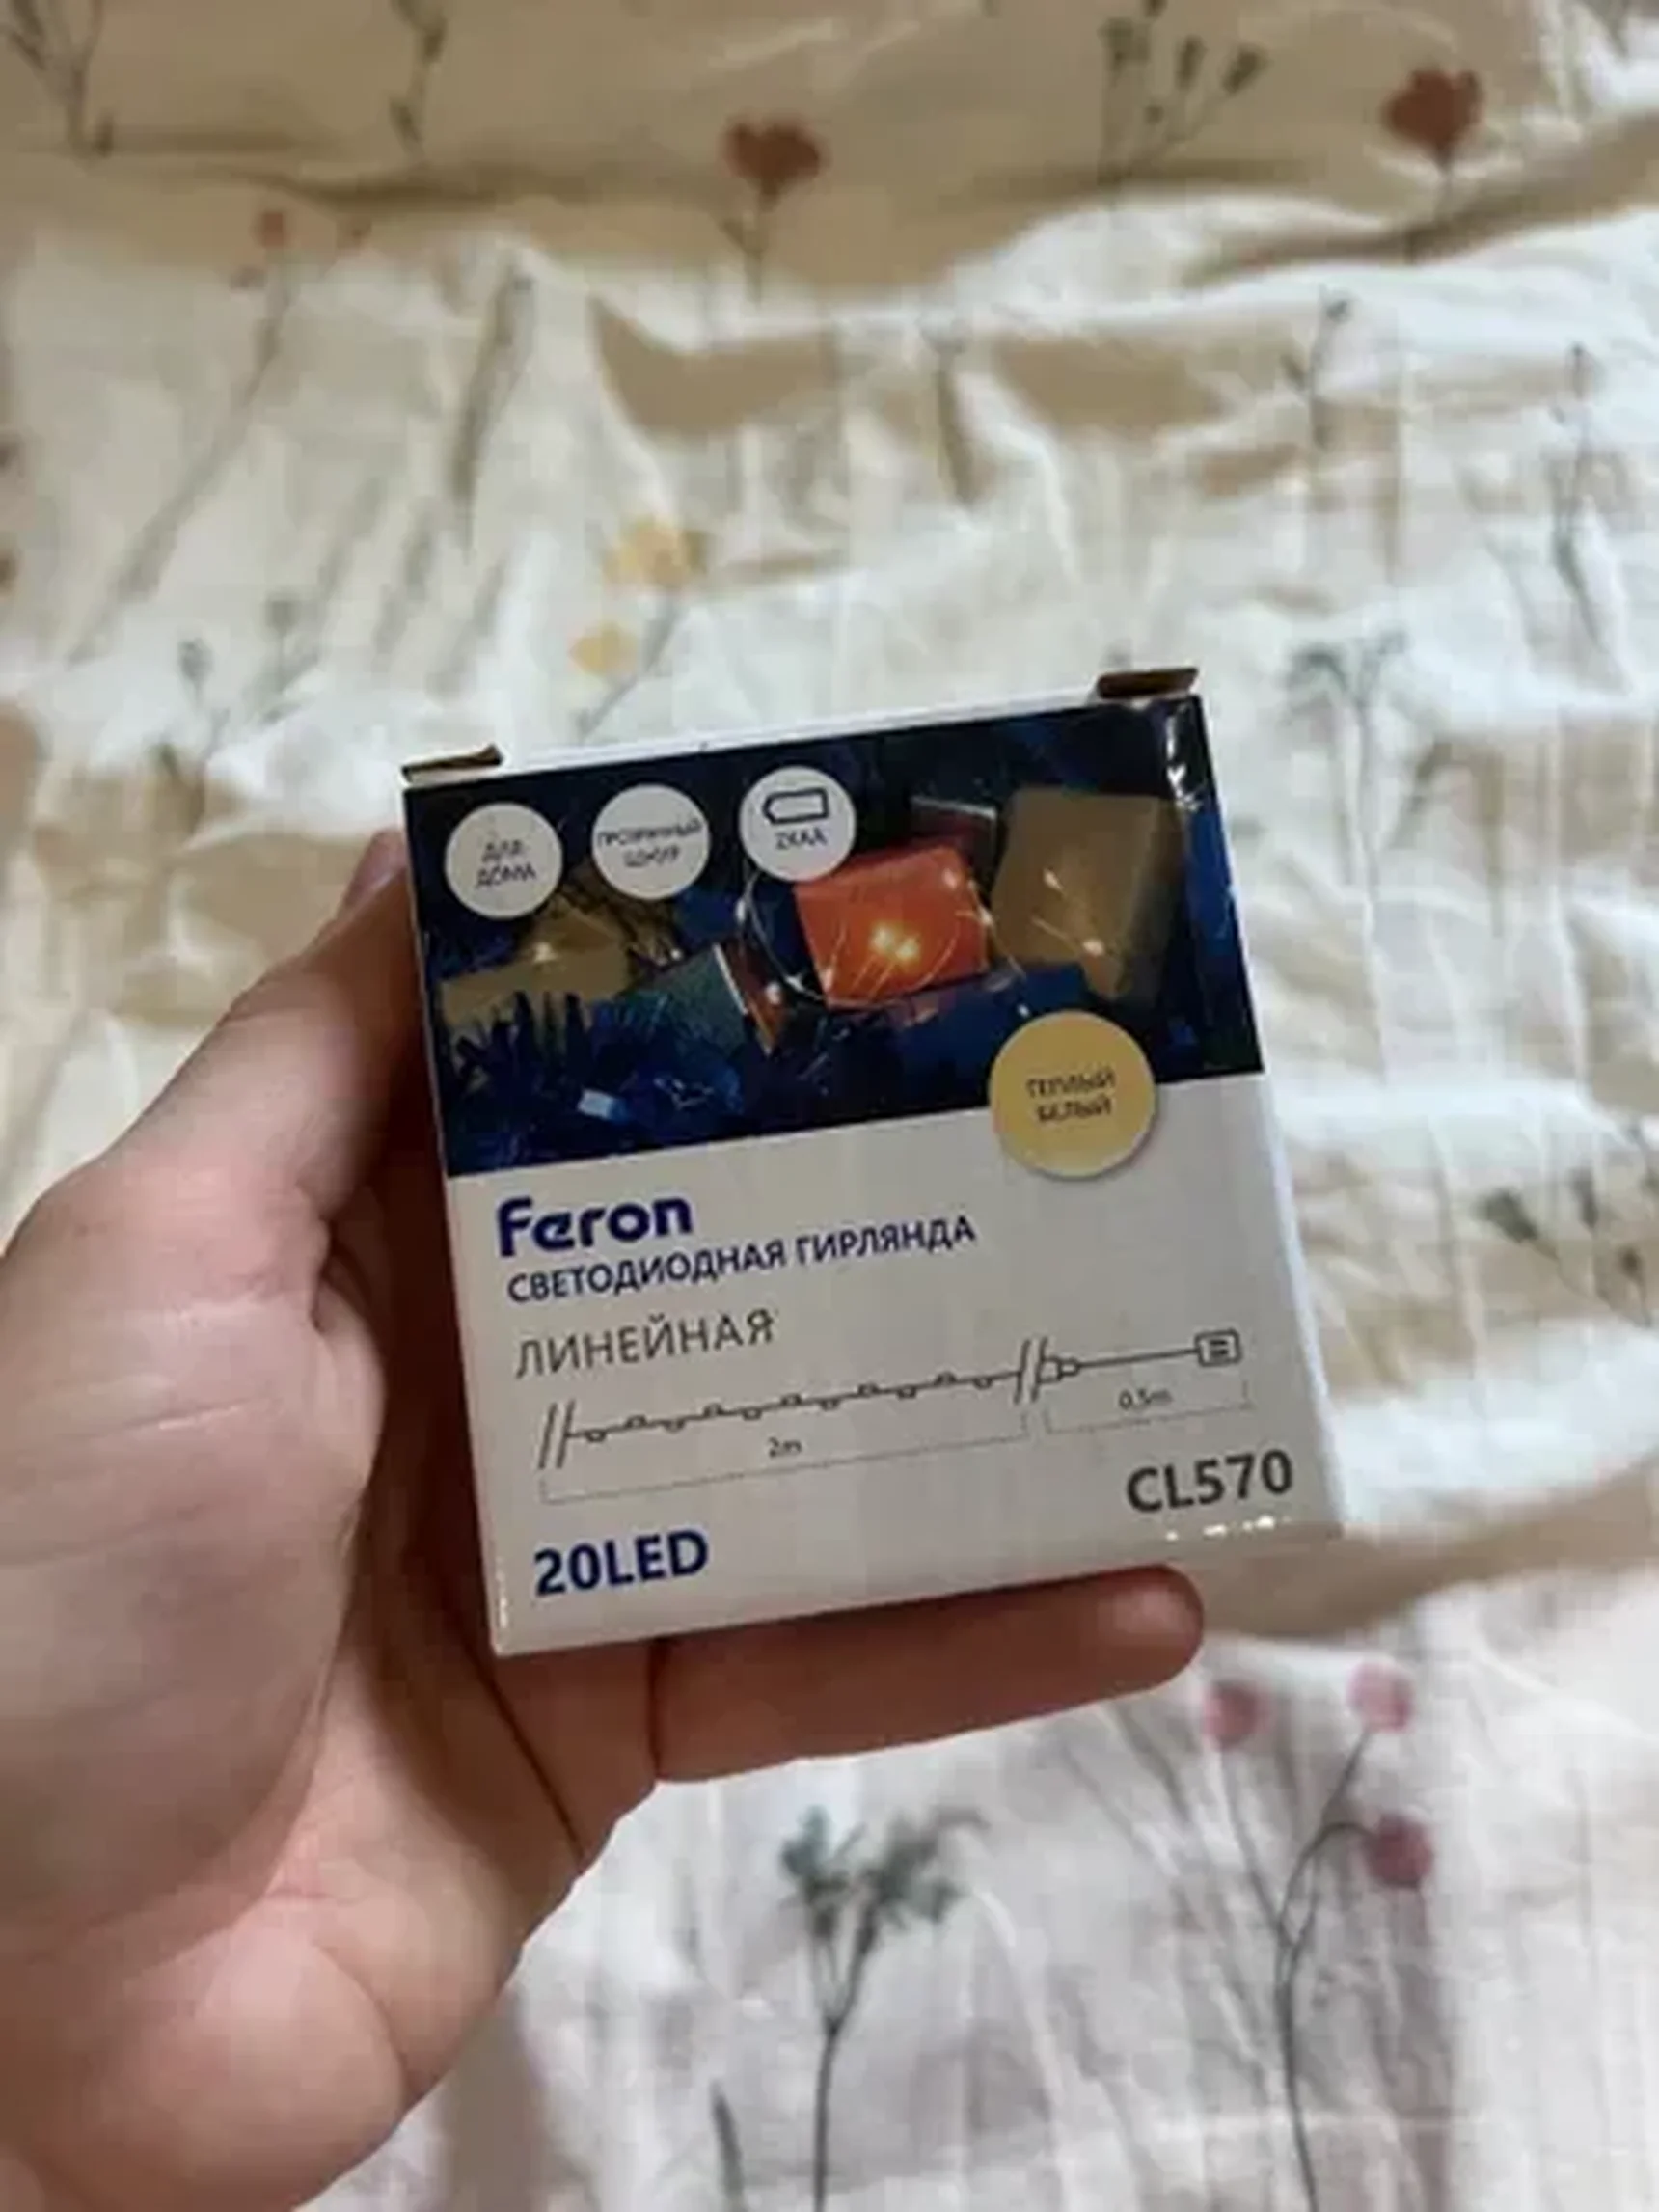 ДЛЯ
ДОМА
ПРОЗРАЧНЫЙ
ШНУР
2XAA
ТЕПЛЫЙ
БЕЛЫЙ
Feron
СВЕТОДИОДНАЯ ГИРЛЯНДА
ЛИНЕЙНАЯ
2m
0.5m
CL570
20LED